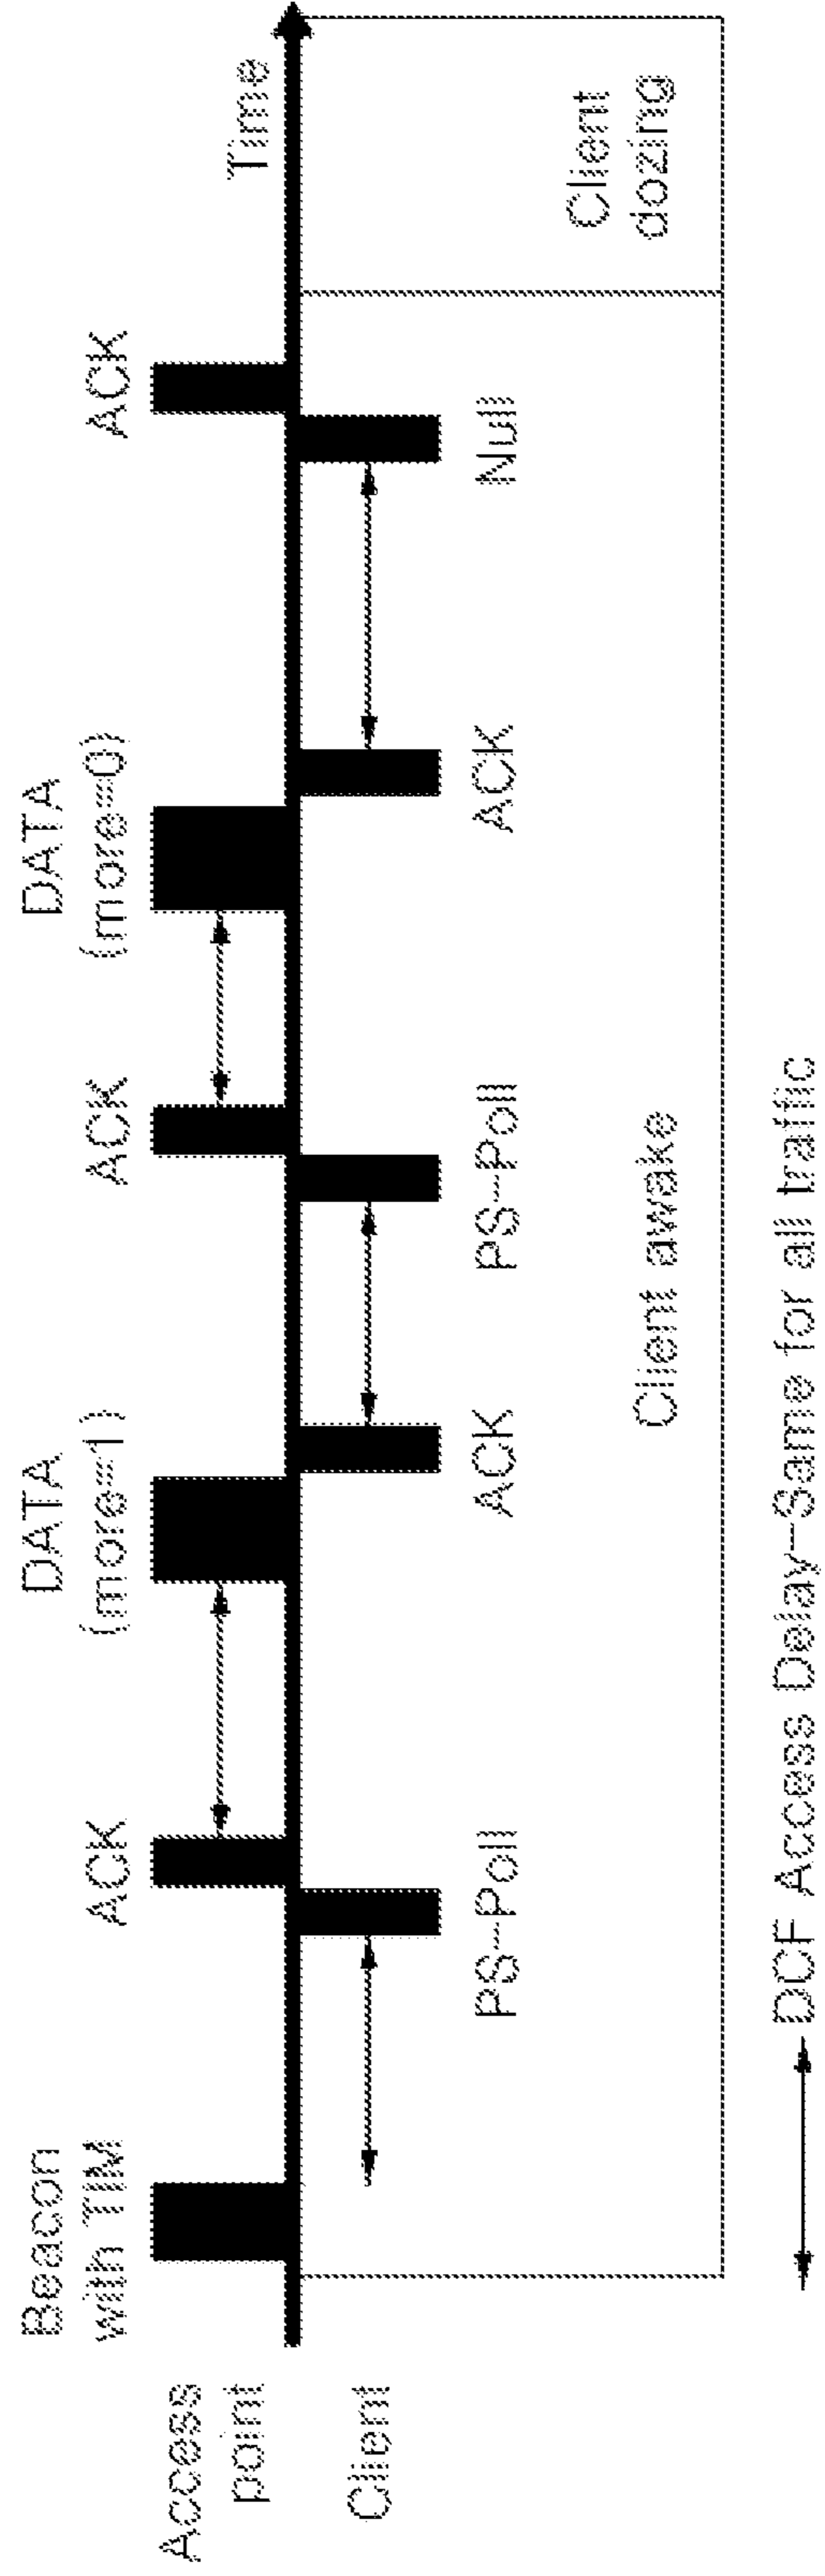 Beacon
with TIM
ACK
DATA
(more=1)
ACK
DATA
(more=0)
ACK
Time
Access
point
Client
PS-Poll
ACK
PS-Poll
ACK
Null
Client awake
Client
dozing
DCF Access Delay-Same for all traffic